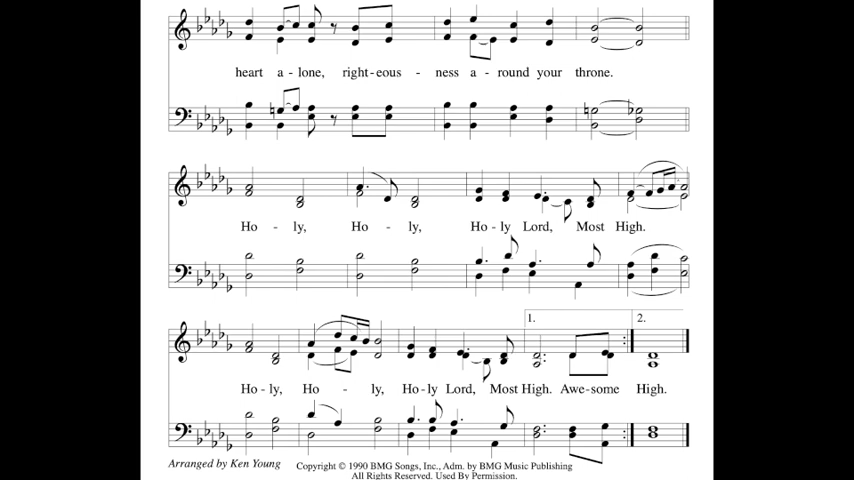 heart a - lone, right-eous - ness a - round your throne.
Ho - ly, Ho - ly, Ho - ly Lord, Most High.
1. 2.
Ho - ly, Ho - ly, Ho-ly Lord, Most High. Awe-some High.
Arranged by Ken Young
Copyright © 1990 BMG Songs, Inc., Adm. by BMG Music Publishing
All Rights Reserved. Used By Permission.